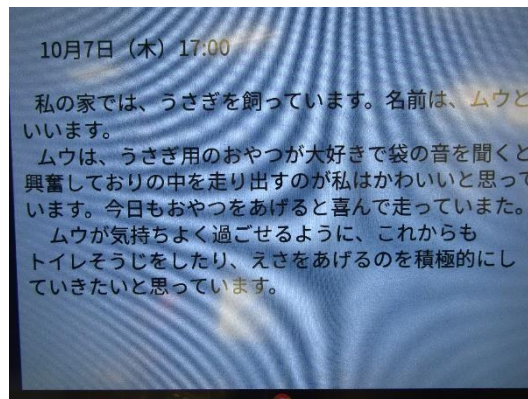 10月7日（木）17:00
私の家では、うさぎを飼っています。名前は、ムウと
いいます。
ムウは、うさぎ用のおやつが大好きで袋の音を聞くと
興奮しておりの中を走り出すのが私はかわいいと思って
います。今日もおやつをあげると喜んで走っていまた。
ムウが気持ちよく過ごせるように、これからも
トイレそうじをしたり、えさをあげるのを積極的にし
ていきたいと思っています。